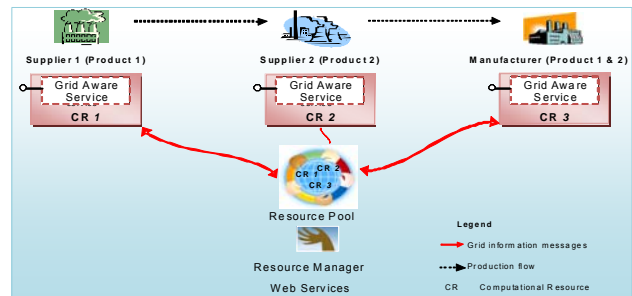 Supplier 1 (Product 1)
Supplier 2 (Product 2)
Manufacturer (Product 1 & 2)
Grid Aware
Service
CR 1
Grid Aware
Service
CR 2
Grid Aware
Service
CR 3
CR 1
CR 2
CR 3
Resource Pool
Resource Manager
Web Services
Legend
Grid information messages
Production flow
CR Computational Resource